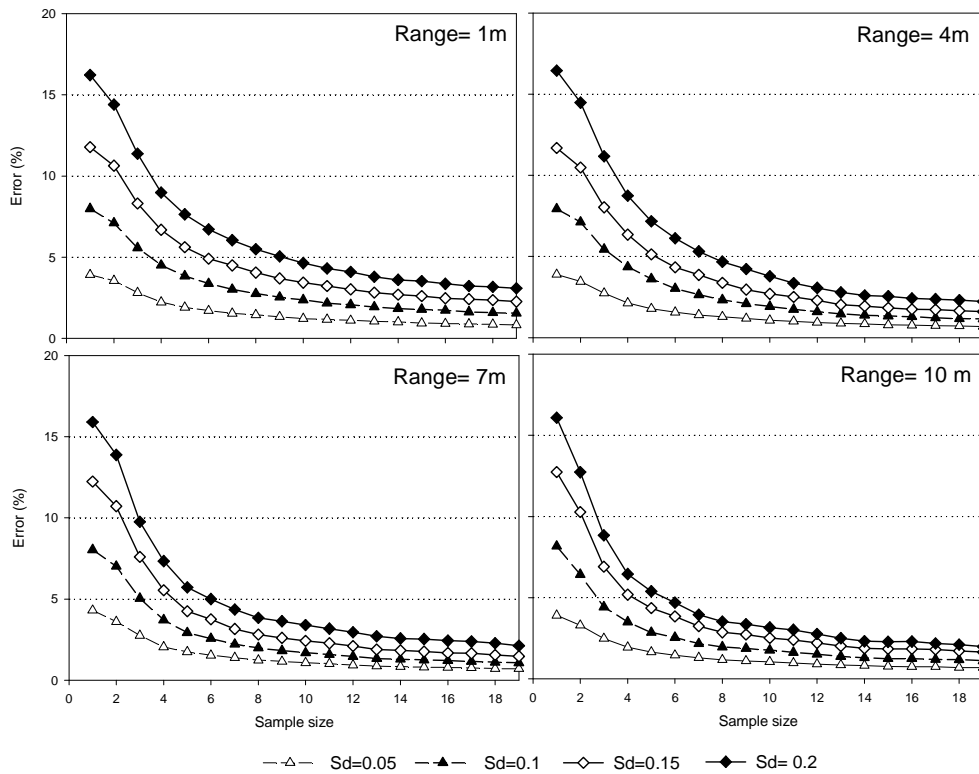 20
15
10
5
0
Error (%)
Range= 1m
Range= 4m
20
15
10
5
0
Error (%)
Range= 7m
Range= 10 m
0 2 4 6 8 10 12 14 16 18
0 2 4 6 8 10 12 14 16 18
Sample size
Sample size
Sd=0.05 Sd=0.1 Sd=0.15 Sd= 0.2